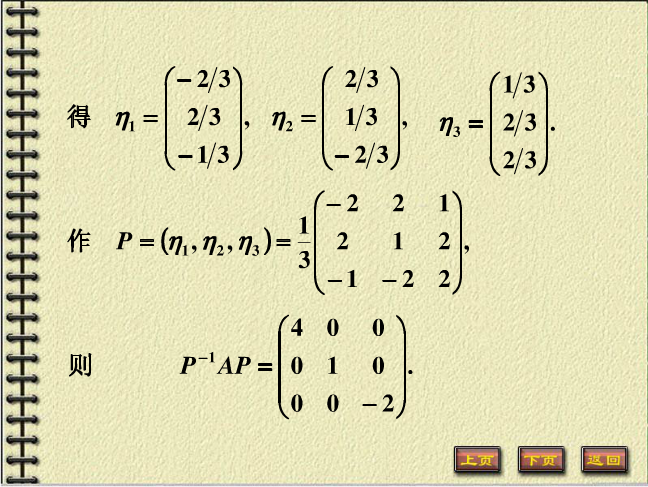 得 η₁ = (−2/3, 2/3, −1/3), η₂ = (2/3, 1/3, −2/3), η₃ = (1/3, 2/3, 2/3).
作 P = (η₁, η₂, η₃) = 1/3 (−2 2 1; 2 1 2; −1 −2 2),
则 P⁻¹AP = (4 0 0; 0 1 0; 0 0 −2).
上页 下页 返回